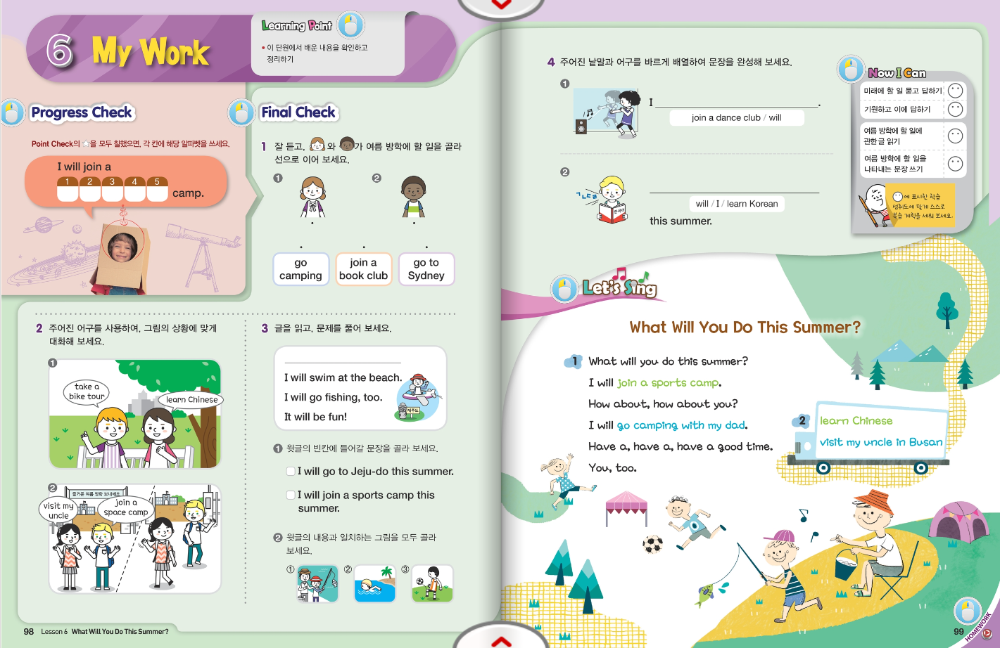 6 My Work
Learning Point
• 이 단원에서 배운 내용을 확인하고
정리하기
Progress Check
Point Check의 ☆을 모두 칠했으면, 각 칸에 해당 알파벳을 쓰세요.
I will join a
1 2 3 4 5
camp.
Final Check
1 잘 듣고, 와 가 여름 방학에 할 일을 골라
선으로 이어 보세요.
1 2
go
camping
join a
book club
go to
Sydney
2 주어진 어구를 사용하여, 그림의 상황에 맞게
대화해 보세요.
1
take a
bike tour
learn Chinese
2
즐거운 여름 방학 보내세요
visit my
uncle
join a
space camp
3 글을 읽고, 문제를 풀어 보세요.
I will swim at the beach.
I will go fishing, too.
It will be fun!
제주도
1 윗글의 빈칸에 들어갈 문장을 골라 보세요.
I will go to Jeju-do this summer.
I will join a sports camp this
summer.
2 윗글의 내용과 일치하는 그림을 모두 골라
보세요.
① ② ③
98 Lesson 6 What Will You Do This Summer?
4 주어진 낱말과 어구를 바르게 배열하여 문장을 완성해 보세요.
1
I .
join a dance club / will
2
ㄱㄴㄷㄹ
한국어
will / I / learn Korean
this summer.
Now I Can
미래에 할 일 묻고 답하기
기원하고 이에 답하기
여름 방학에 할 일에
관한 글 읽기
여름 방학에 할 일을
나타내는 문장 쓰기
에 표시한 학습
성취도에 맞게 스스로
복습 계획을 세워 보세요.
Let's Sing
What Will You Do This Summer?
1 What will you do this summer?
I will join a sports camp.
How about, how about you?
I will go camping with my dad.
Have a, have a, have a good time.
You, too.
2 learn Chinese
visit my uncle in Busan
99
HOMEWORK